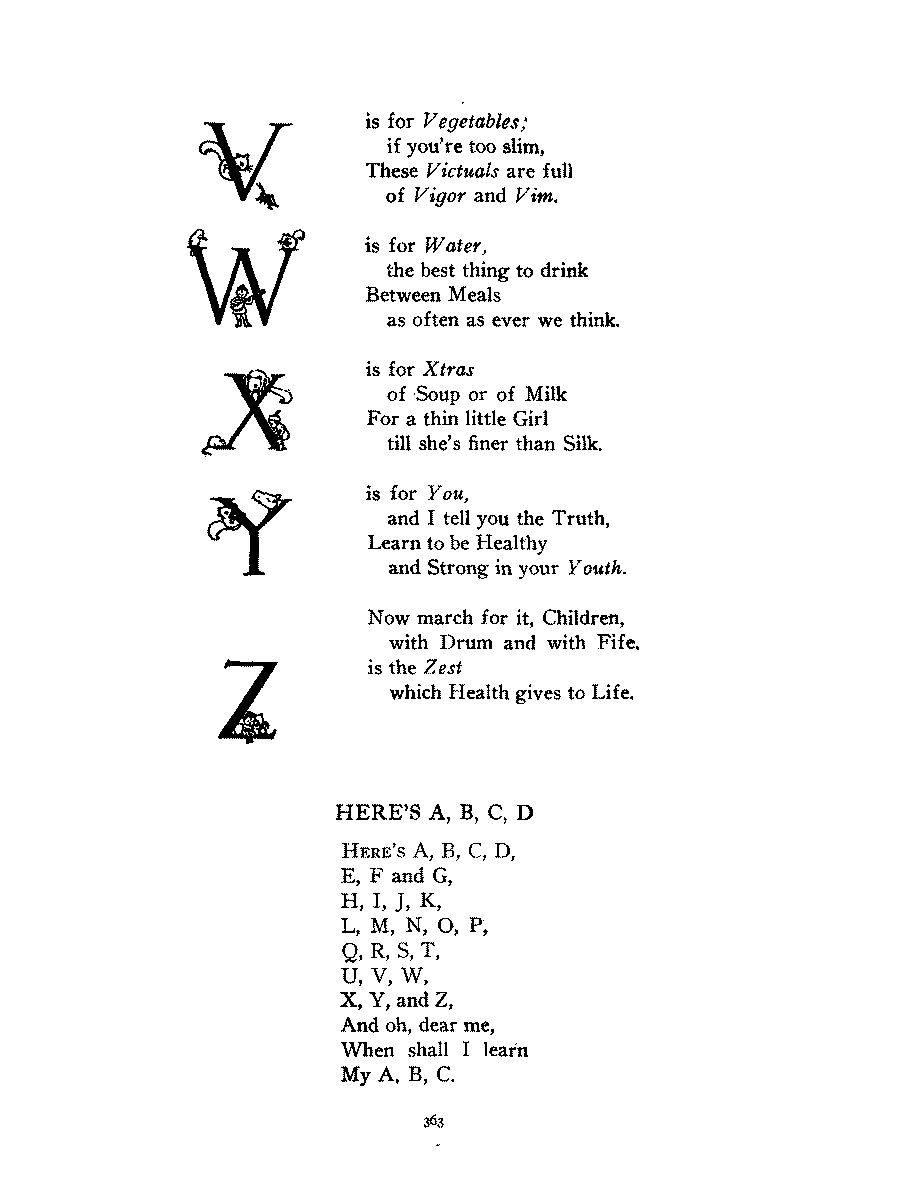 V is for Vegetables;
if you're too slim,
These Victuals are full
of Vigor and Vim.
W is for Water,
the best thing to drink
Between Meals
as often as ever we think.
X is for Xtras
of Soup or of Milk
For a thin little Girl
till she's finer than Silk.
Y is for You,
and I tell you the Truth,
Learn to be Healthy
and Strong in your Youth.
Now march for it, Children,
with Drum and with Fife.
Z is the Zest
which Health gives to Life.
HERE'S A, B, C, D
HERE'S A, B, C, D,
E, F and G,
H, I, J, K,
L, M, N, O, P,
Q, R, S, T,
U, V, W,
X, Y, and Z,
And oh, dear me,
When shall I learn
My A, B, C.
363